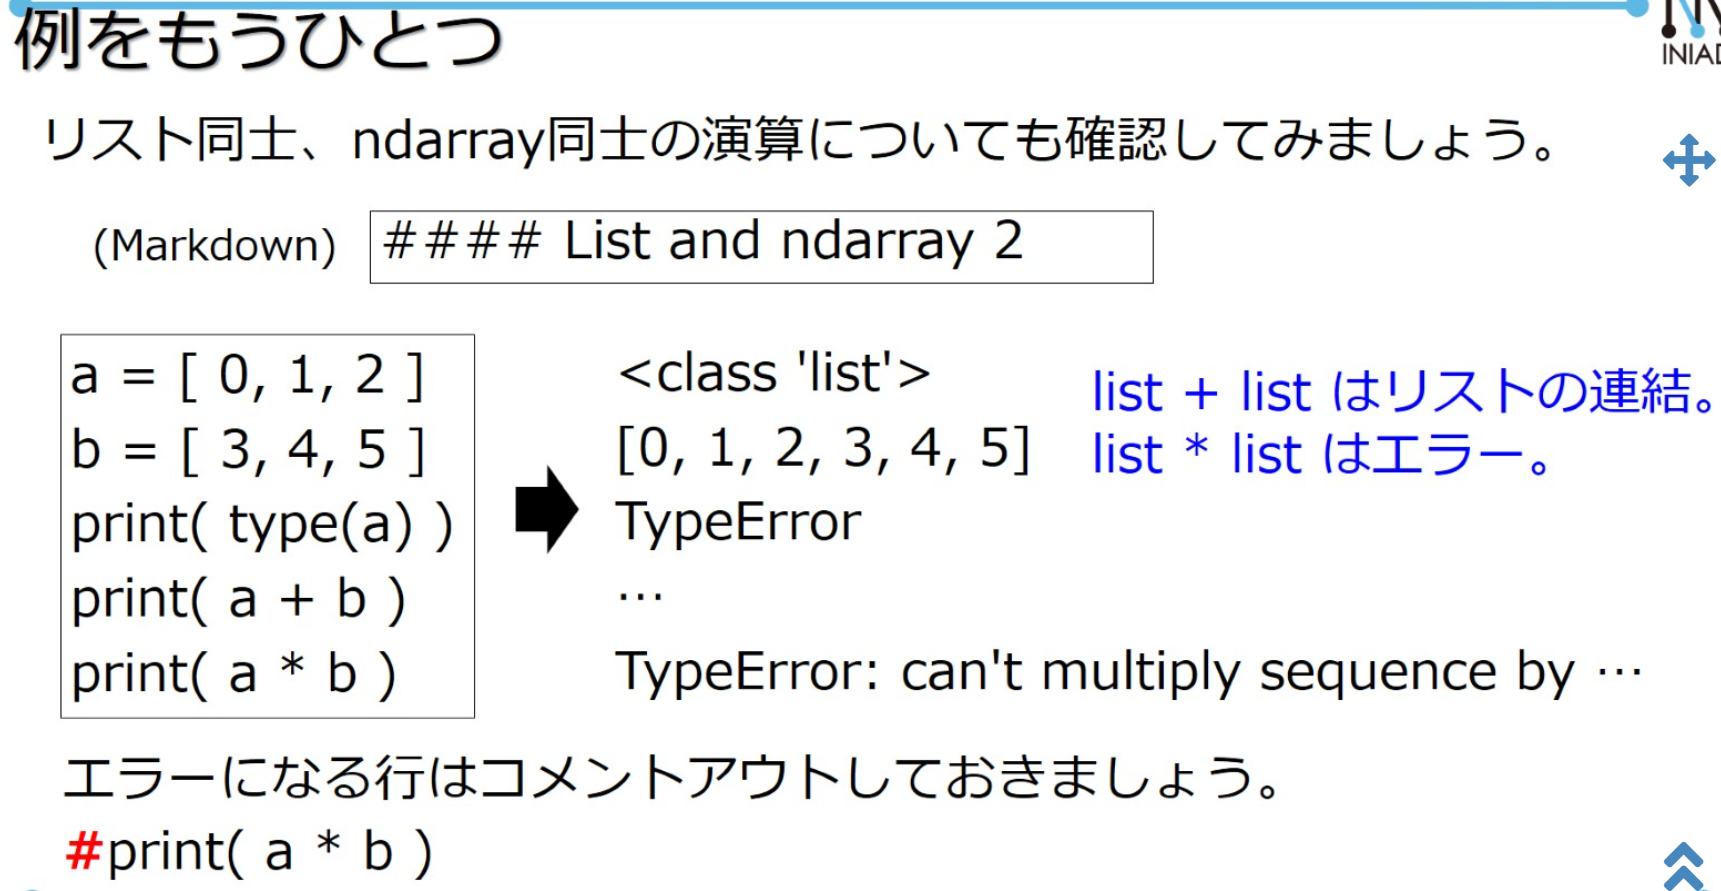 例をもうひとつ
リスト同士、ndarray同士の演算についても確認してみましょう。
(Markdown)
#### List and ndarray 2
a = [ 0, 1, 2 ]
b = [ 3, 4, 5 ]
print( type(a) )
print( a + b )
print( a * b )
<class 'list'>
[0, 1, 2, 3, 4, 5]
TypeError
…
TypeError: can't multiply sequence by …
list + list はリストの連結。
list * list はエラー。
エラーになる行はコメントアウトしておきましょう。
#print( a * b )